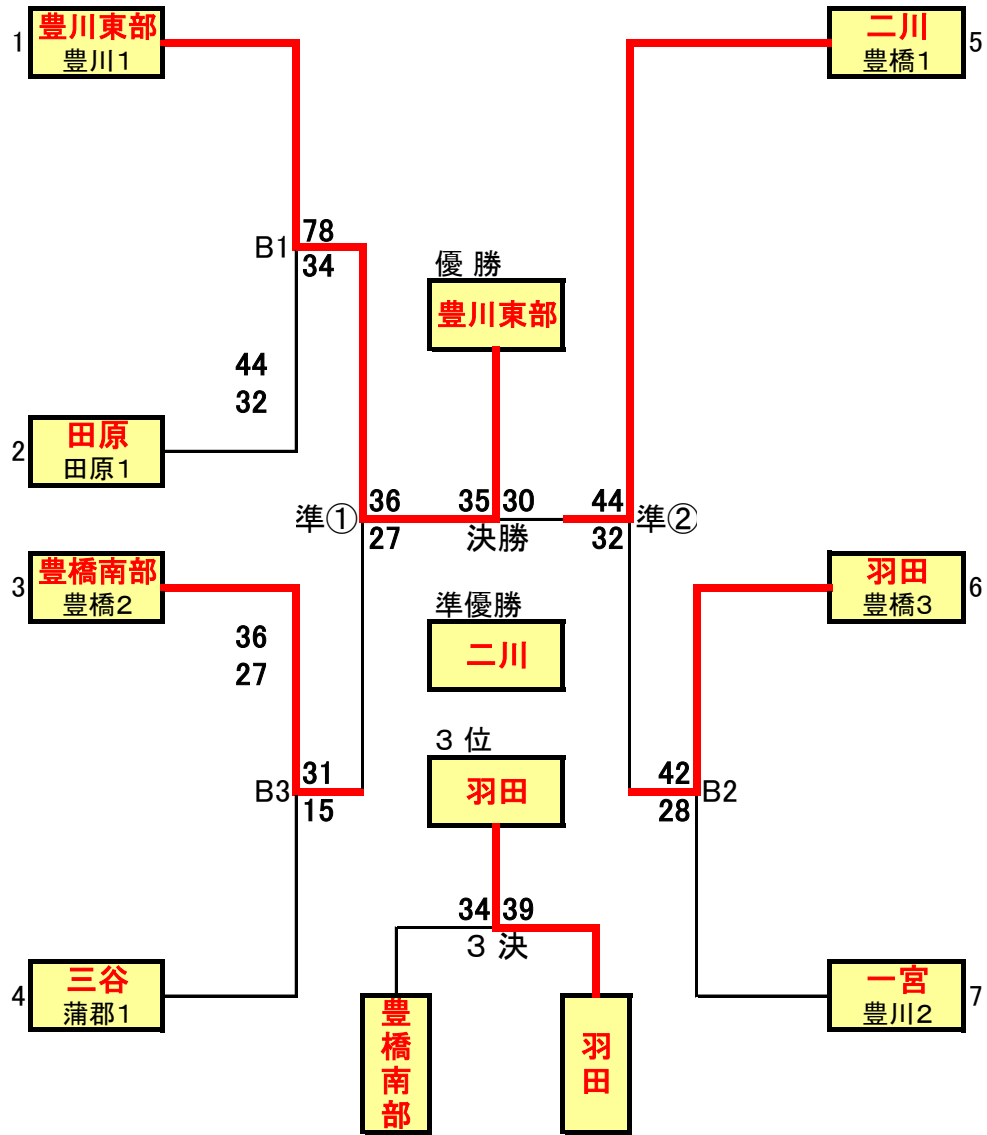 1
豊川東部
豊川1
二川
豊橋1
5
B1
78
34
優 勝
豊川東部
44
32
2
田原
田原1
準①
36
27
35
30
決勝
44
32
準②
3
豊橋南部
豊橋2
36
27
準優勝
二川
羽田
豊橋3
6
B3
31
15
3 位
羽田
42
28
B2
34
39
3 決
4
三谷
蒲郡1
豊橋南部
羽田
一宮
豊川2
7